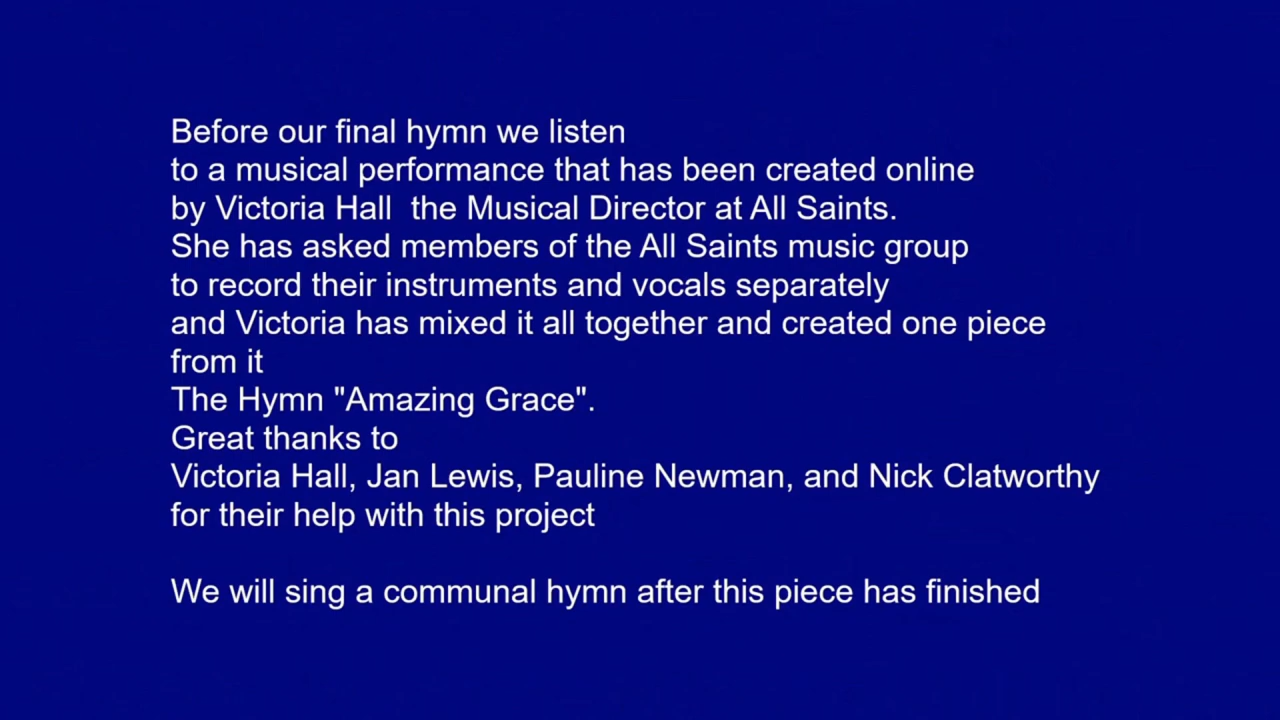 Before our final hymn we listen
to a musical performance that has been created online
by Victoria Hall  the Musical Director at All Saints.
She has asked members of the All Saints music group
to record their instruments and vocals separately
and Victoria has mixed it all together and created one piece
from it
The Hymn "Amazing Grace".
Great thanks to
Victoria Hall, Jan Lewis, Pauline Newman, and Nick Clatworthy
for their help with this project
We will sing a communal hymn after this piece has finished